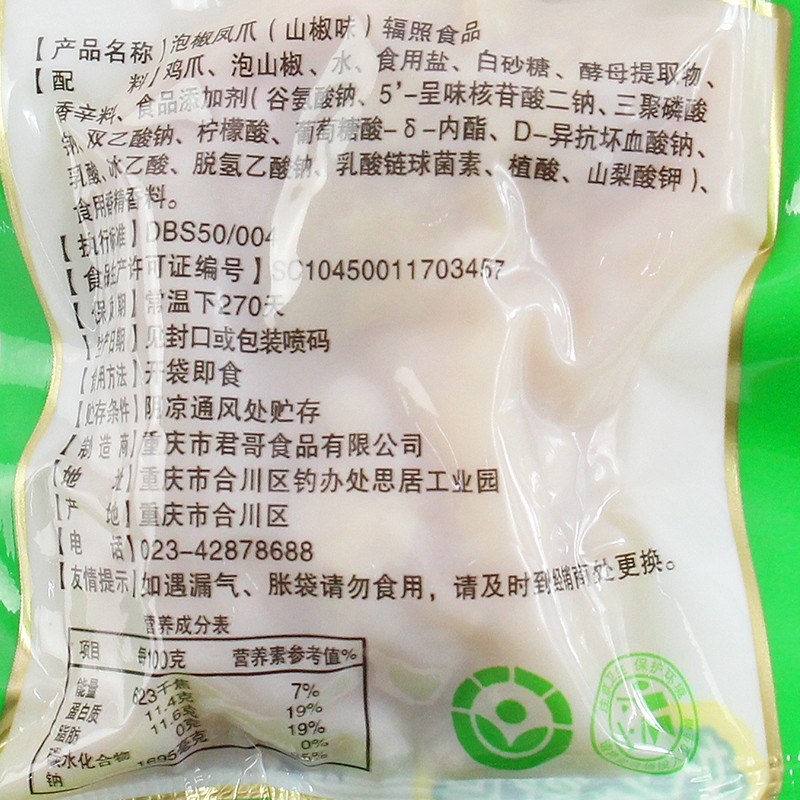 【产品名称】泡椒凤爪（山椒味）辐照食品
【配 料】鸡爪、泡山椒、水、食用盐、白砂糖、酵母提取物、
香辛料、食品添加剂（谷氨酸钠、5'-呈味核苷酸二钠、三聚磷酸
钠、双乙酸钠、柠檬酸、葡萄糖酸-δ-内酯、D-异抗坏血酸钠、
乳酸、冰乙酸、脱氢乙酸钠、乳酸链球菌素、植酸、山梨酸钾）、
食用香精香料。
【执行标准】DBS50/004
【食品生产许可证编号】SC10450011703457
【保质期】常温下270天
【生产日期】见封口或包装喷码
【食用方法】开袋即食
【贮存条件】阴凉通风处贮存
【制造商】重庆市君哥食品有限公司
【地 址】重庆市合川区钓办处思居工业园
【产 地】重庆市合川区
【电 话】023-42878688
【友情提示】如遇漏气、胀袋请勿食用，请及时到经销商处更换。
营养成分表
项目 每100克 营养素参考值%
能量 623千焦 7%
蛋白质 11.4克 19%
脂肪 11.6克 19%
碳水化合物 0克 0%
钠 1695毫克
保护环境